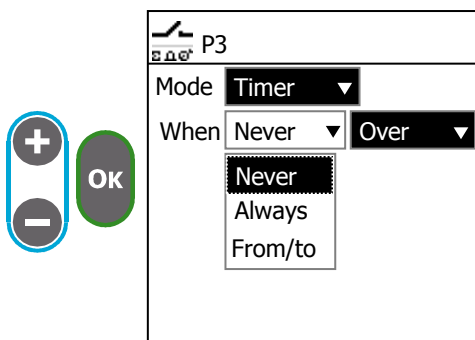 P3
Mode Timer
When Never Over
Never
Always
From/to
+
OK
−